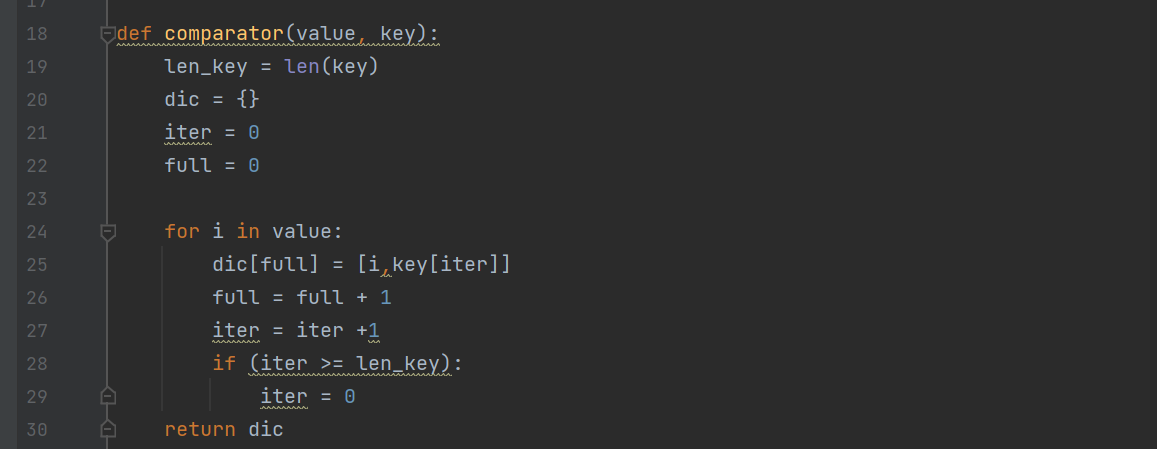 17
18 def comparator(value, key):
19 len_key = len(key)
20 dic = {}
21 iter = 0
22 full = 0
23
24 for i in value:
25 dic[full] = [i,key[iter]]
26 full = full + 1
27 iter = iter +1
28 if (iter >= len_key):
29 iter = 0
30 return dic